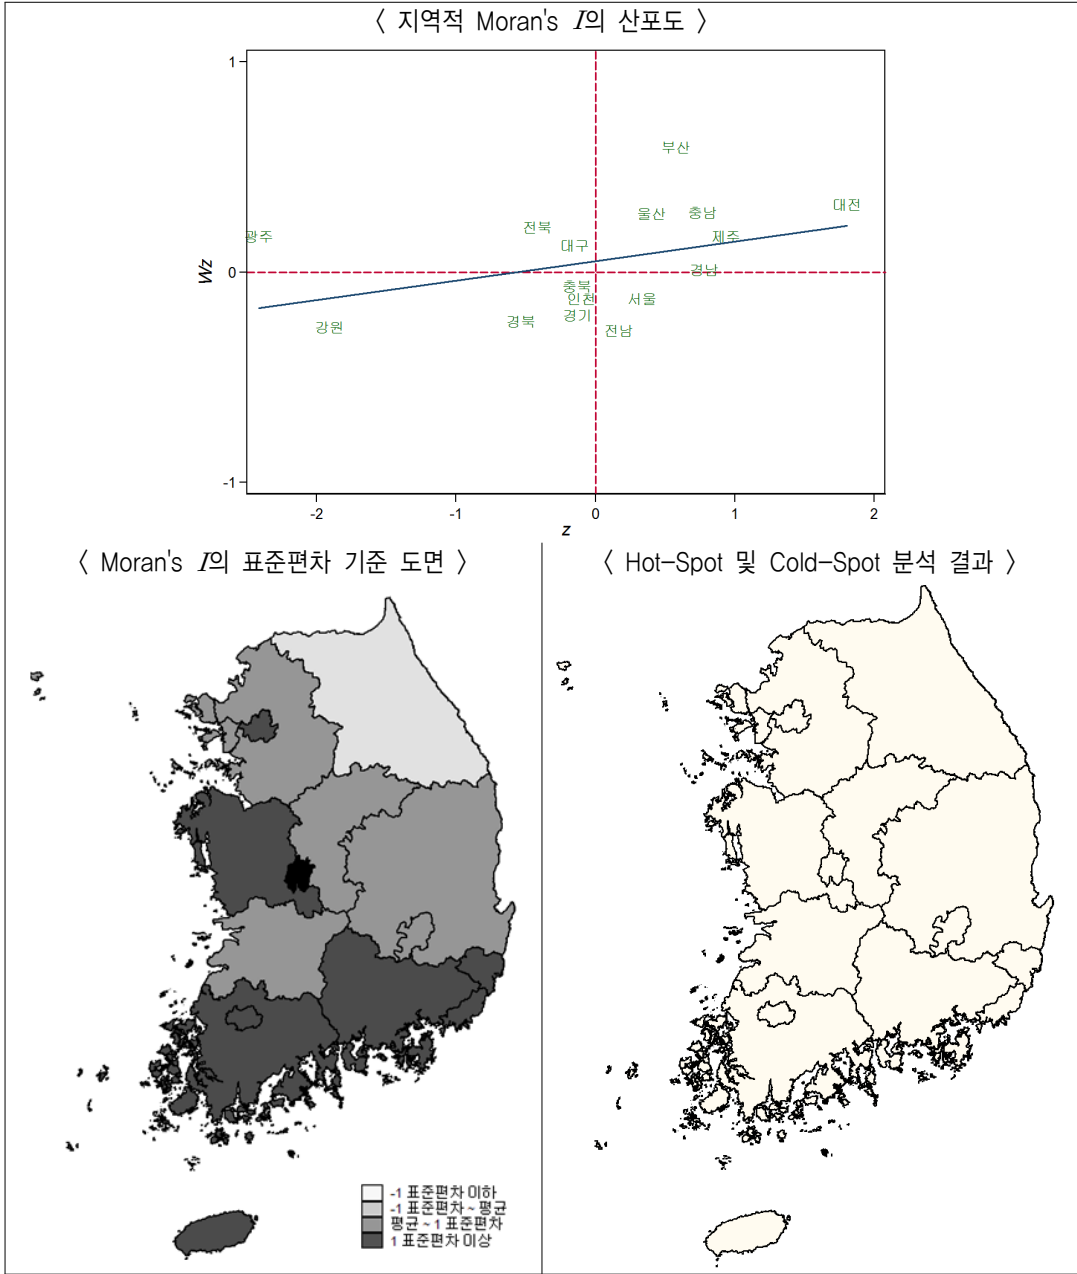 〈 지역적 Moran's I의 산포도 〉
1
부산
대전
울산
충남
전북
광주
제주
대구
Wz
0
경남
충북
인천
서울
경기
경북
강원
전남
-1
-2
-1
0
1
2
z
〈 Moran's I의 표준편차 기준 도면 〉
〈 Hot-Spot 및 Cold-Spot 분석 결과 〉
-1 표준편차 이하
-1 표준편차 ~ 평균
평균 ~ 1 표준편차
1 표준편차 이상